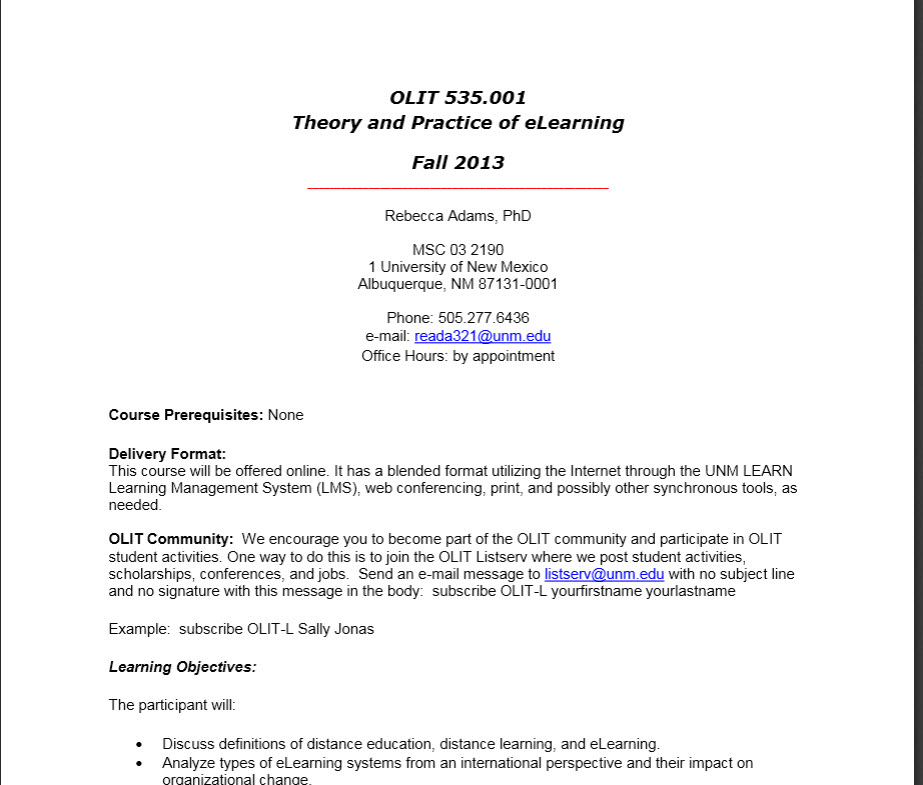 OLIT 535.001
Theory and Practice of eLearning
Fall 2013
Rebecca Adams, PhD
MSC 03 2190
1 University of New Mexico
Albuquerque, NM 87131-0001
Phone: 505.277.6436
e-mail: reada321@unm.edu
Office Hours: by appointment
Course Prerequisites: None
Delivery Format:
This course will be offered online. It has a blended format utilizing the Internet through the UNM LEARN
Learning Management System (LMS), web conferencing, print, and possibly other synchronous tools, as
needed.
OLIT Community:  We encourage you to become part of the OLIT community and participate in OLIT
student activities. One way to do this is to join the OLIT Listserv where we post student activities,
scholarships, conferences, and jobs.  Send an e-mail message to listserv@unm.edu with no subject line
and no signature with this message in the body:  subscribe OLIT-L yourfirstname yourlastname
Example:  subscribe OLIT-L Sally Jonas
Learning Objectives:
The participant will:
• Discuss definitions of distance education, distance learning, and eLearning.
• Analyze types of eLearning systems from an international perspective and their impact on
organizational change.